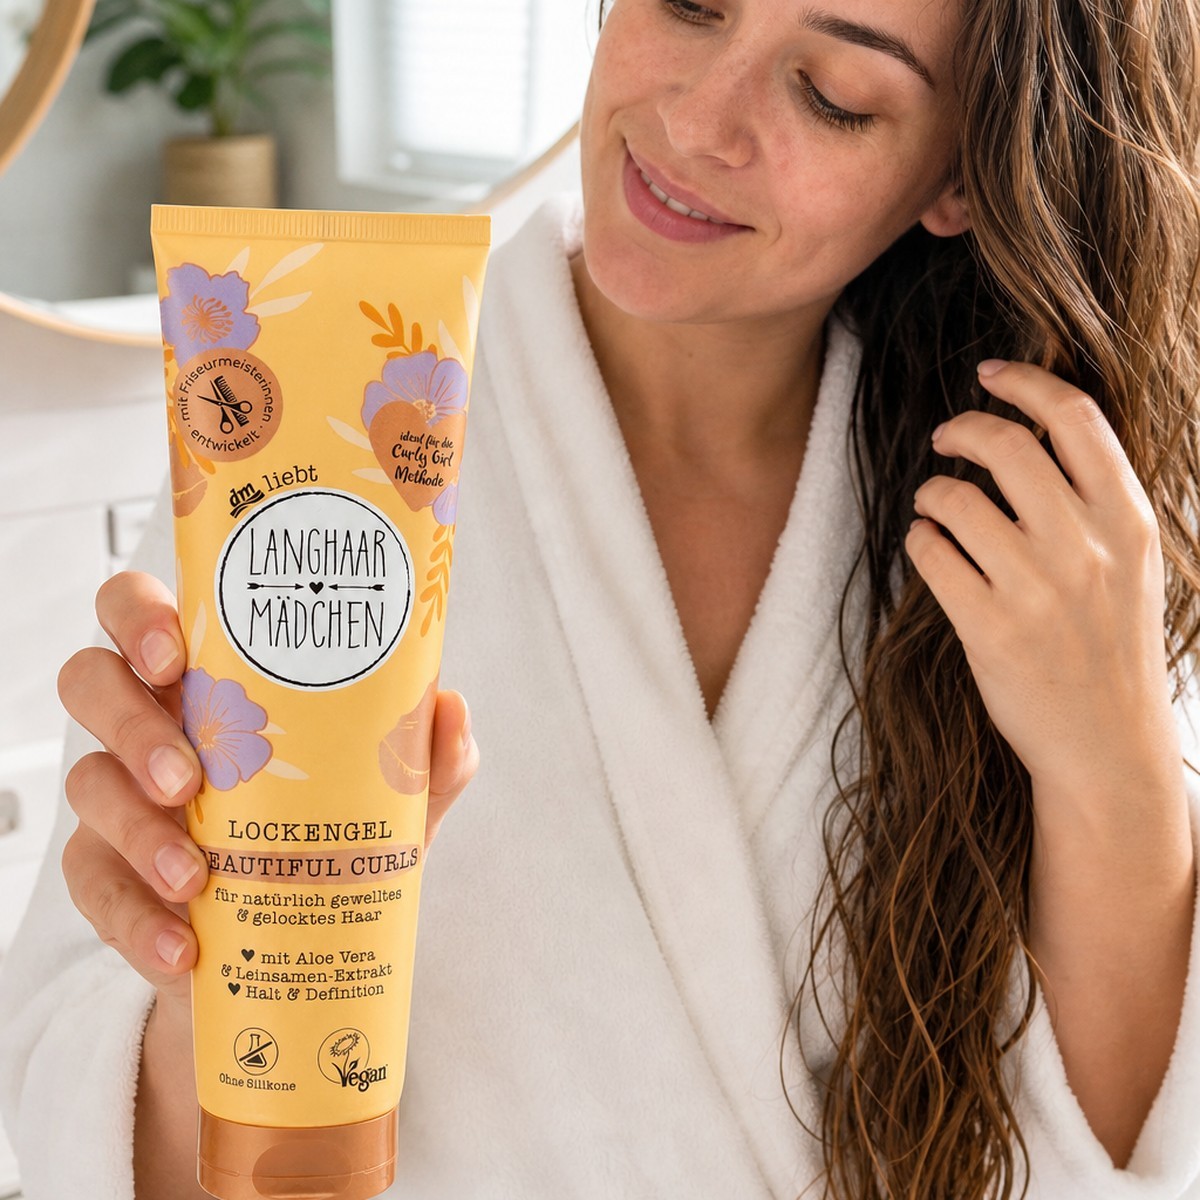 · mit Friseurmeisterinnen ·
entwickelt
ideal für die
Curly Girl
Methode
dm liebt
LANGHAAR
MÄDCHEN
LOCKENGEL
EAUTIFUL CURLS
für natürlich gewelltes
& gelocktes Haar
♥ mit Aloe Vera
& Leinsamen-Extrakt
♥ Halt & Definition
Ohne Silikone
Vegan